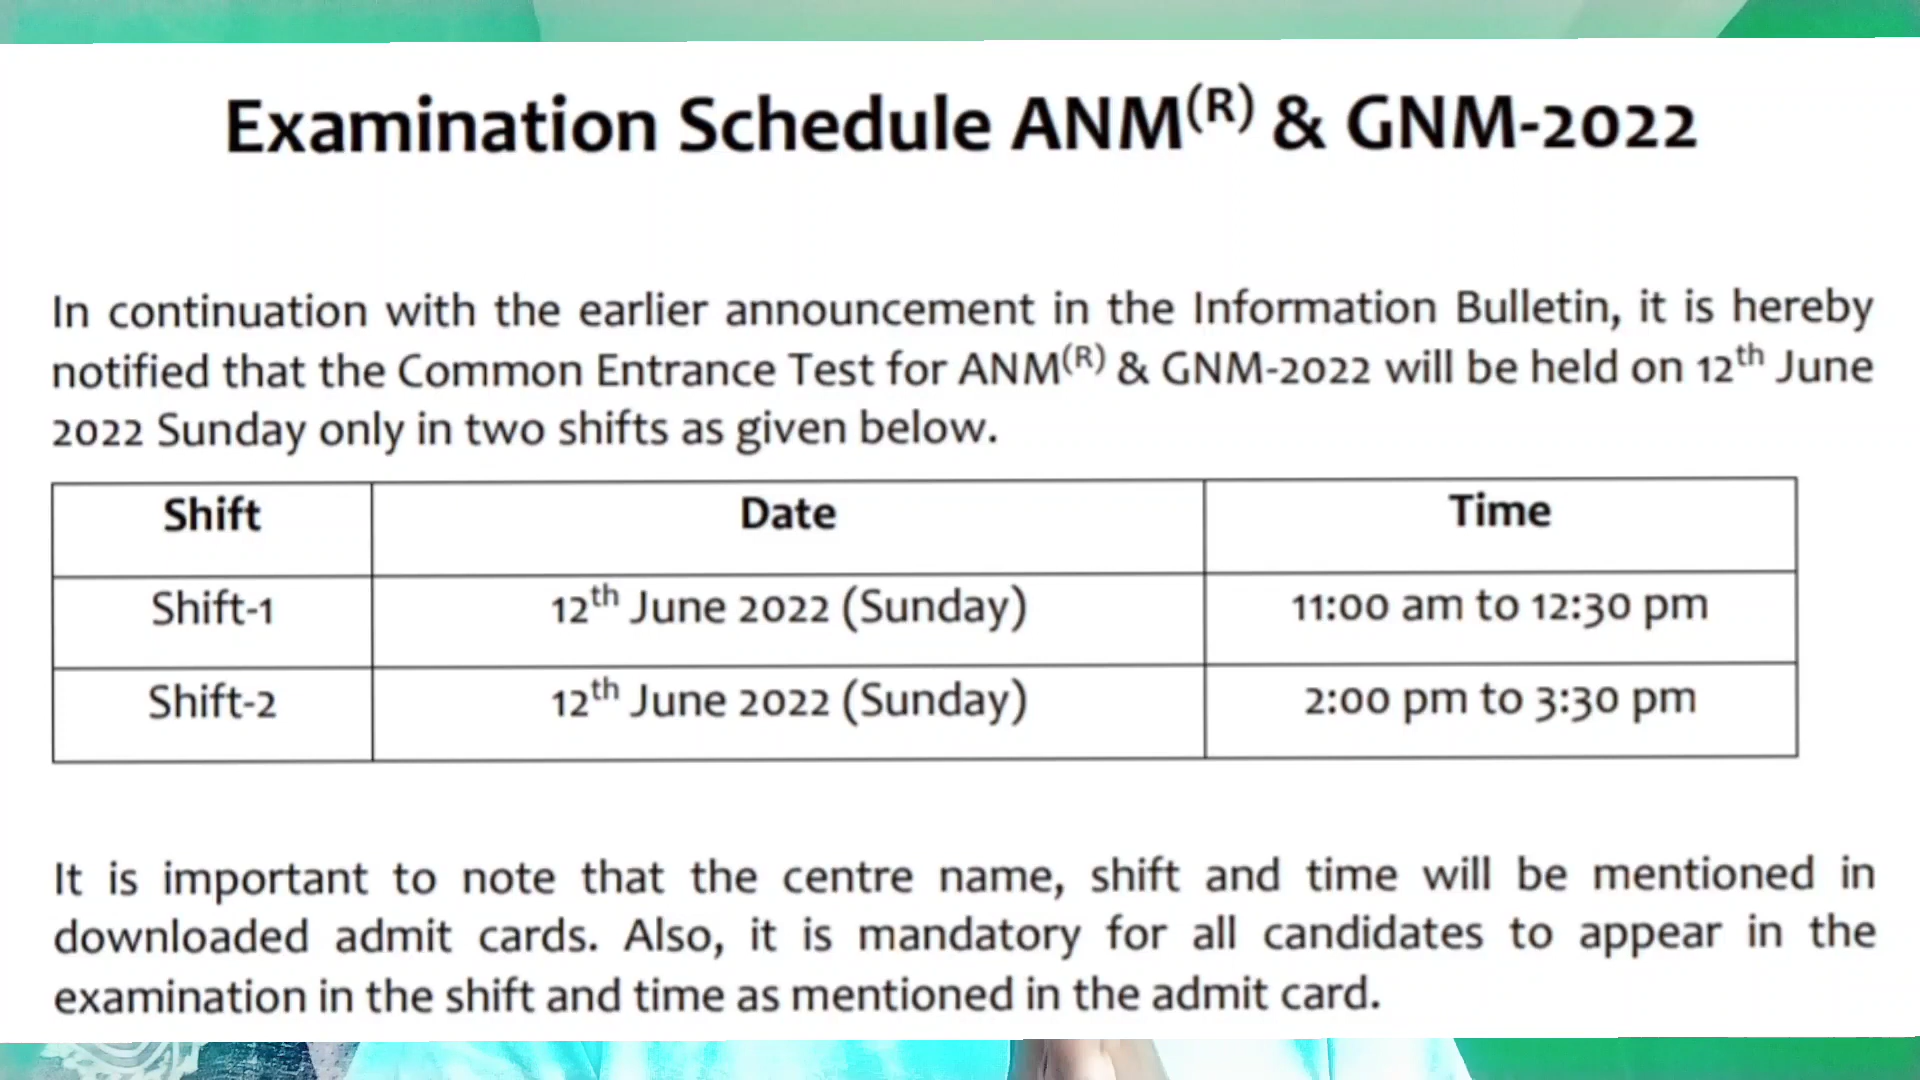 Examination Schedule ANM(R) & GNM-2022
In continuation with the earlier announcement in the Information Bulletin, it is hereby
notified that the Common Entrance Test for ANM(R) & GNM-2022 will be held on 12th June
2022 Sunday only in two shifts as given below.
Shift Date Time
Shift-1 12th June 2022 (Sunday) 11:00 am to 12:30 pm
Shift-2 12th June 2022 (Sunday) 2:00 pm to 3:30 pm
It is important to note that the centre name, shift and time will be mentioned in
downloaded admit cards. Also, it is mandatory for all candidates to appear in the
examination in the shift and time as mentioned in the admit card.